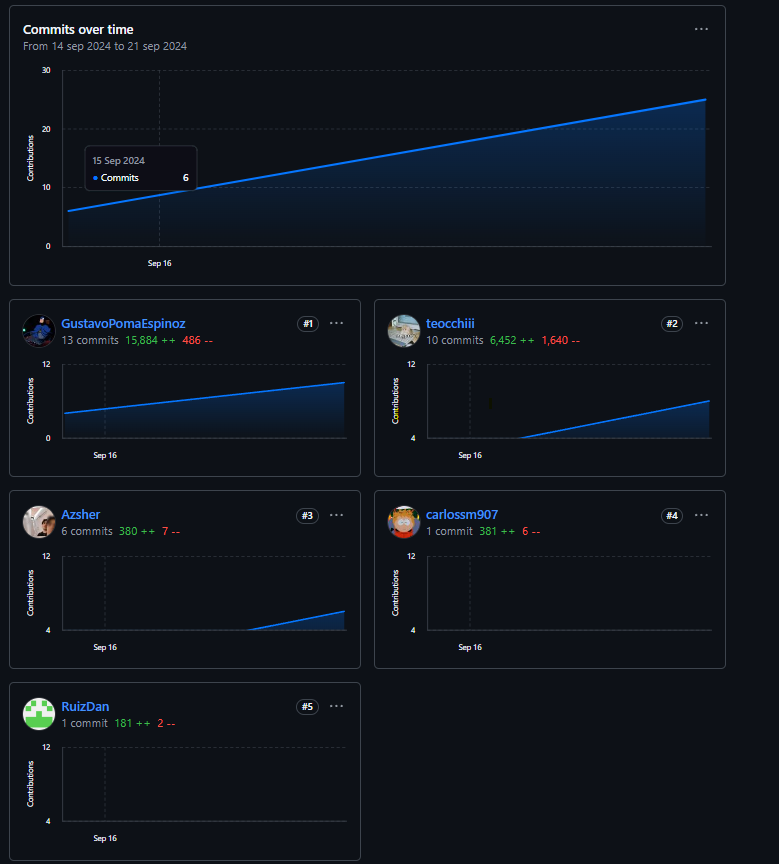 Commits over time
From 14 sep 2024 to 21 sep 2024
30
20
10
0
Contributions
15 Sep 2024
Commits 6
Sep 16
GustavoPomaEspinoz #1
13 commits 15,884 ++ 486 --
12
0
Contributions
Sep 16
teocchiii #2
10 commits 6,452 ++ 1,640 --
12
4
Contributions
Sep 16
Azsher #3
6 commits 380 ++ 7 --
12
4
Contributions
Sep 16
carlossm907 #4
1 commit 381 ++ 6 --
12
4
Contributions
Sep 16
RuizDan #5
1 commit 181 ++ 2 --
12
4
Contributions
Sep 16